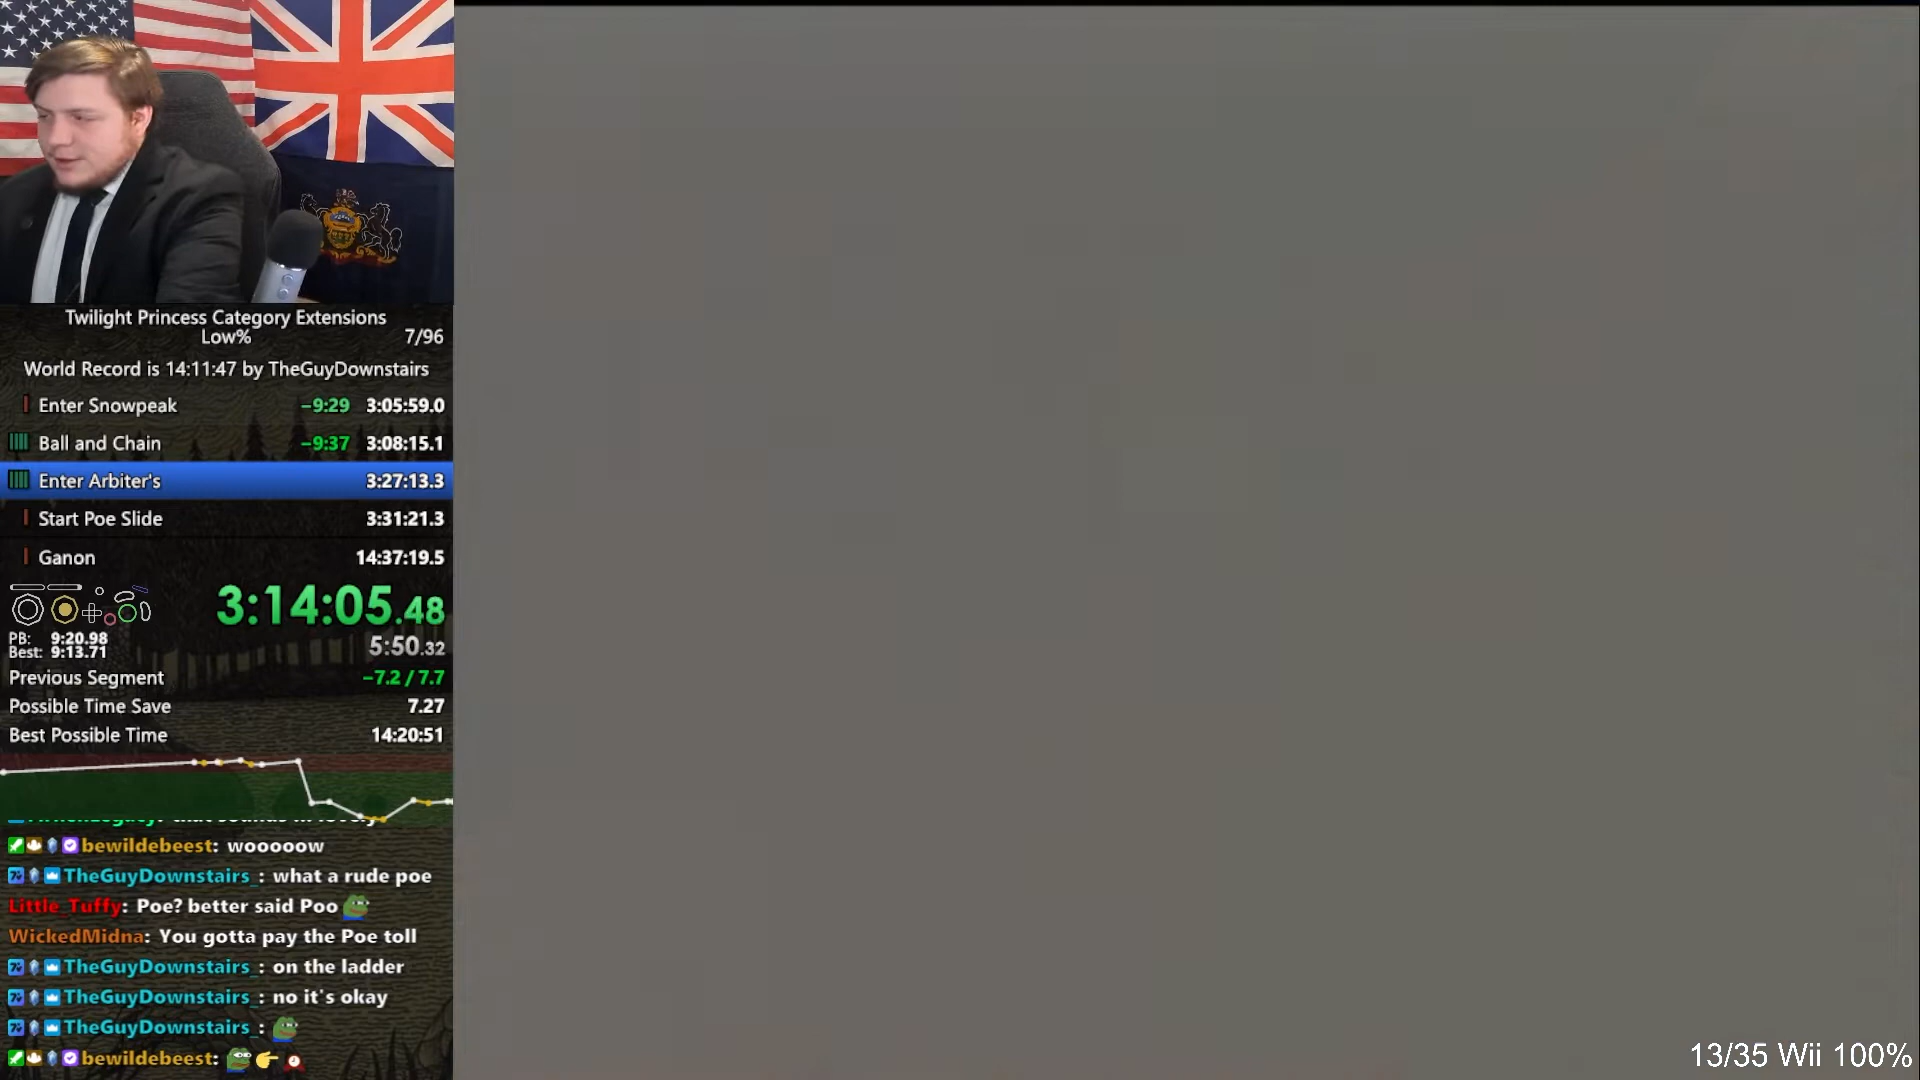 Twilight Princess Category Extensions
Low% 7/96
World Record is 14:11:47 by TheGuyDownstairs
Enter Snowpeak −9:29 3:05:59.0
Ball and Chain −9:37 3:08:15.1
Enter Arbiter's 3:27:13.3
Start Poe Slide 3:31:21.3
Ganon 14:37:19.5
3:14:05.48
PB: 9:20.98
Best: 9:13.71
5:50.32
Previous Segment −7.2 / 7.7
Possible Time Save 7.27
Best Possible Time 14:20:51
bewildebeest: wooooow
TheGuyDownstairs_: what a rude poe
Little_Tuffy: Poe? better said Poo
WickedMidna: You gotta pay the Poe toll
TheGuyDownstairs_: on the ladder
TheGuyDownstairs_: no it's okay
TheGuyDownstairs_:
bewildebeest:
13/35 Wii 100%